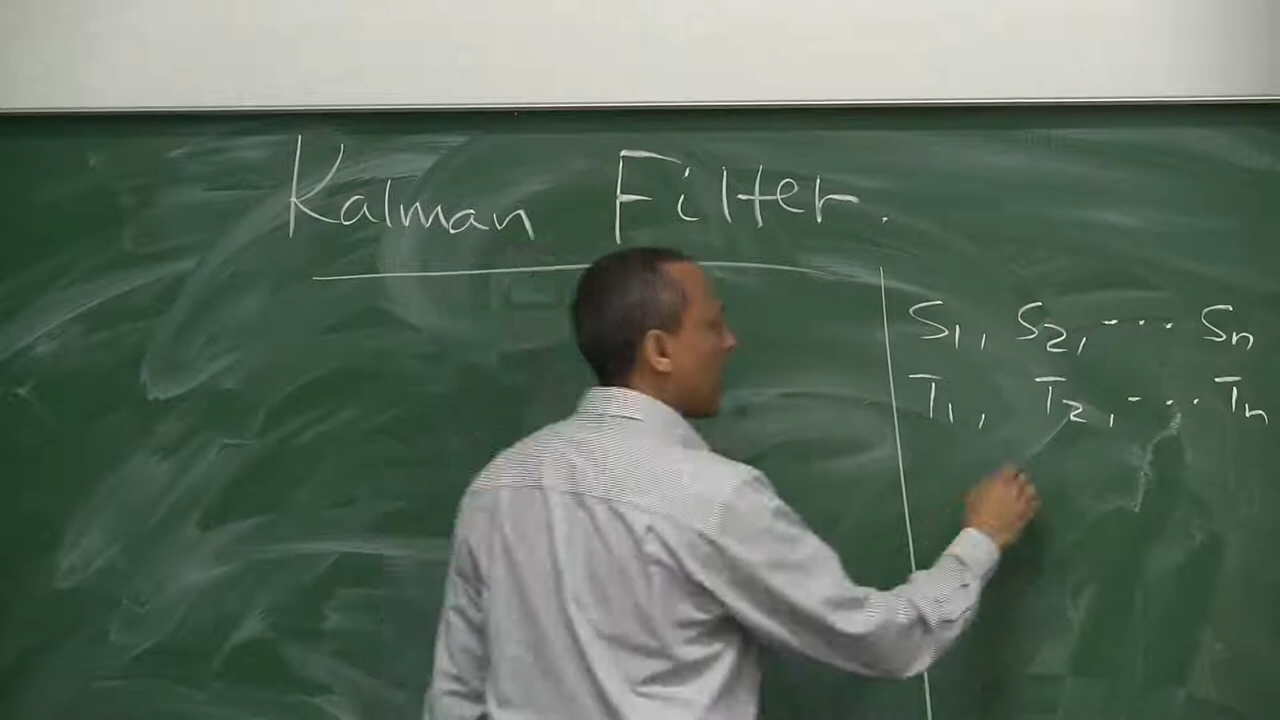 Kalman Filter.
S1, S2, ... Sn
T1, T2, ... Tn